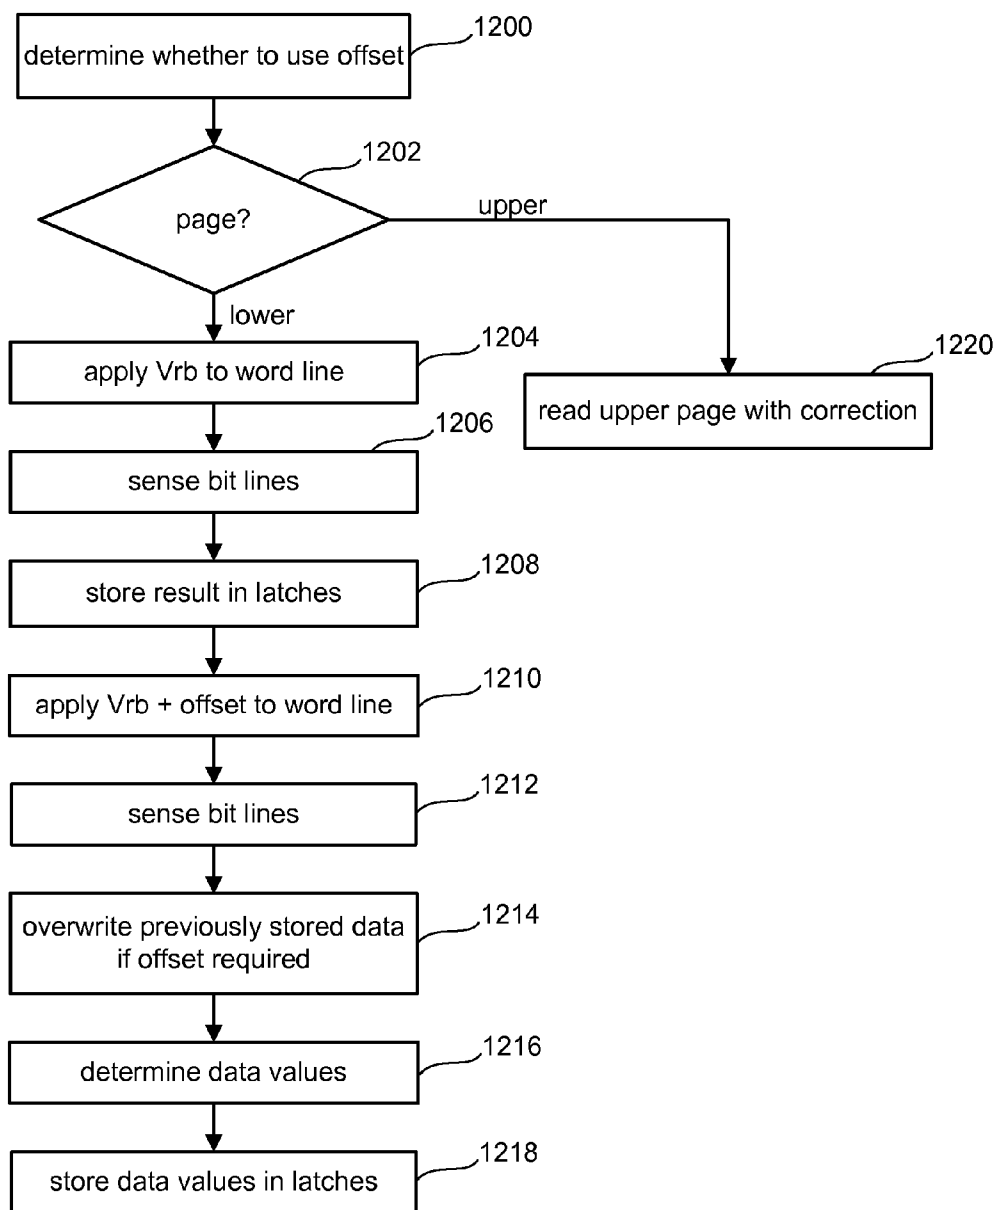 1200
determine whether to use offset
1202
page?
upper
lower
1204
apply Vrb to word line
1220
read upper page with correction
1206
sense bit lines
1208
store result in latches
1210
apply Vrb + offset to word line
1212
sense bit lines
1214
overwrite previously stored data
if offset required
1216
determine data values
1218
store data values in latches